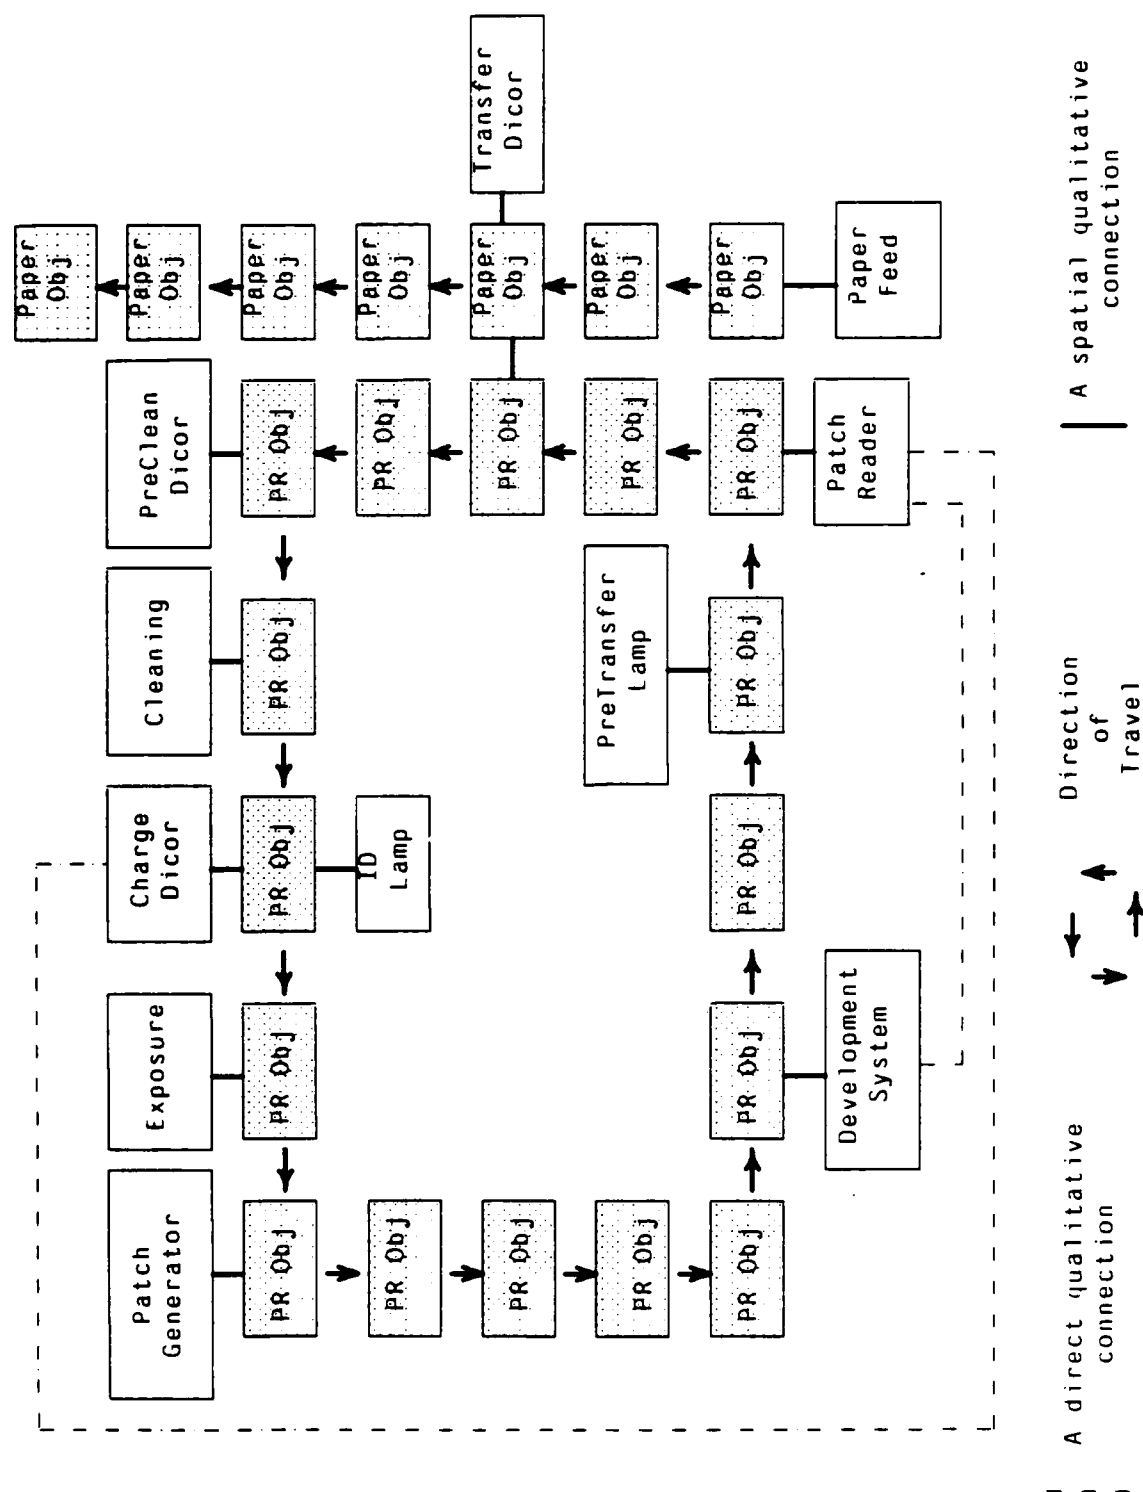 Paper
Obj
Paper
Obj
Paper
Obj
Paper
Obj
Paper
Obj
Paper
Obj
Paper
Obj
Transfer
Dicor
Paper
Feed
PreClean
Dicor
PR Obj
PR Obj
PR Obj
PR Obj
PR Obj
Patch
Reader
Cleaning
PR Obj
PreTransfer
Lamp
PR Obj
Charge
Dicor
PR Obj
ID
Lamp
PR Obj
Exposure
PR Obj
PR Obj
Development
System
Patch
Generator
PR Obj
PR Obj
PR Obj
PR Obj
PR Obj
A direct qualitative
connection
Direction
of
Travel
A spatial qualitative
connection